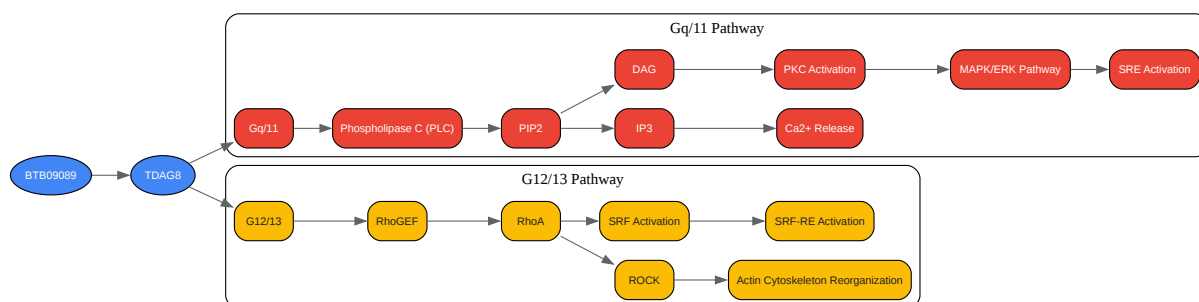 Gq/11 Pathway
DAG
PKC Activation
MAPK/ERK Pathway
SRE Activation
Gq/11
Phospholipase C (PLC)
PIP2
IP3
Ca2+ Release
BTB09089
TDAG8
G12/13 Pathway
G12/13
RhoGEF
RhoA
SRF Activation
SRF-RE Activation
ROCK
Actin Cytoskeleton Reorganization